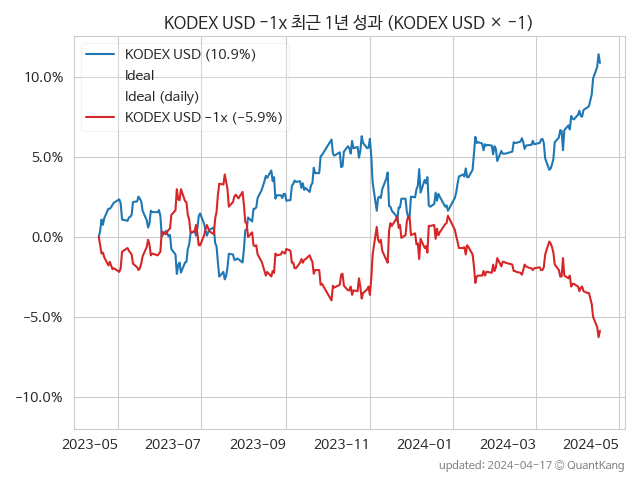 KODEX USD −1x 최근 1년 성과 (KODEX USD × −1)
KODEX USD (10.9%)
Ideal
Ideal (daily)
KODEX USD −1x (−5.9%)
10.0%
5.0%
0.0%
−5.0%
−10.0%
2023-05 2023-07 2023-09 2023-11 2024-01 2024-03 2024-05
updated: 2024-04-17 © QuantKang